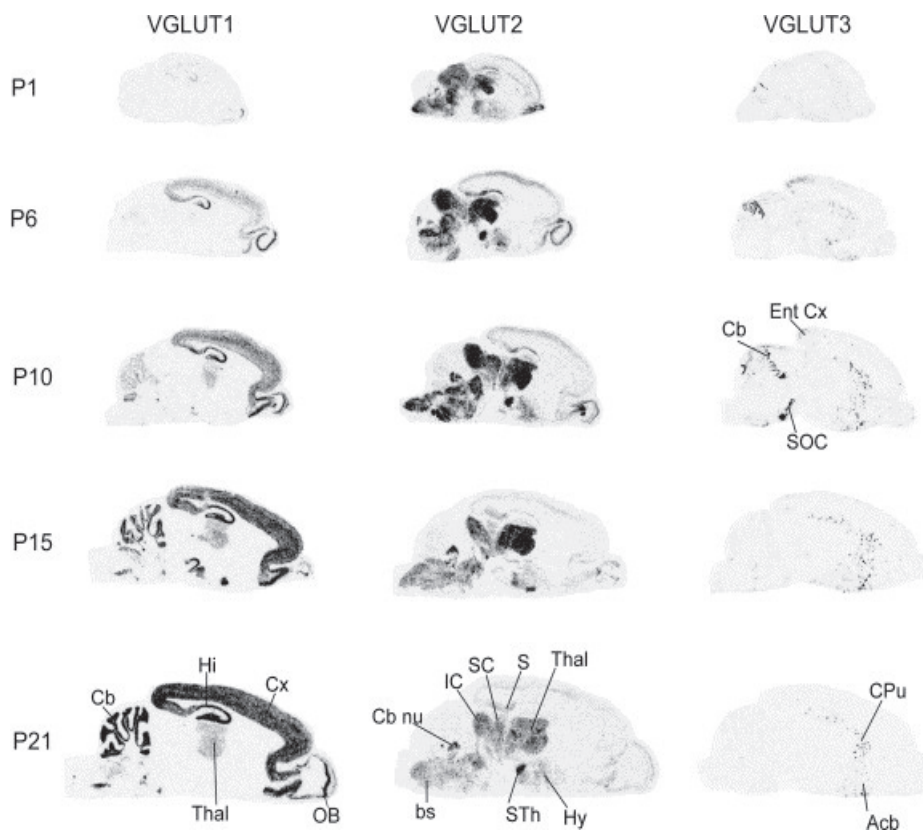 VGLUT1 VGLUT2 VGLUT3
P1
P6
P10
Ent Cx
Cb
SOC
P15
P21
Hi
Cb
Cx
Thal
OB
SC
S
Thal
IC
Cb nu
bs
STh
Hy
CPu
Acb